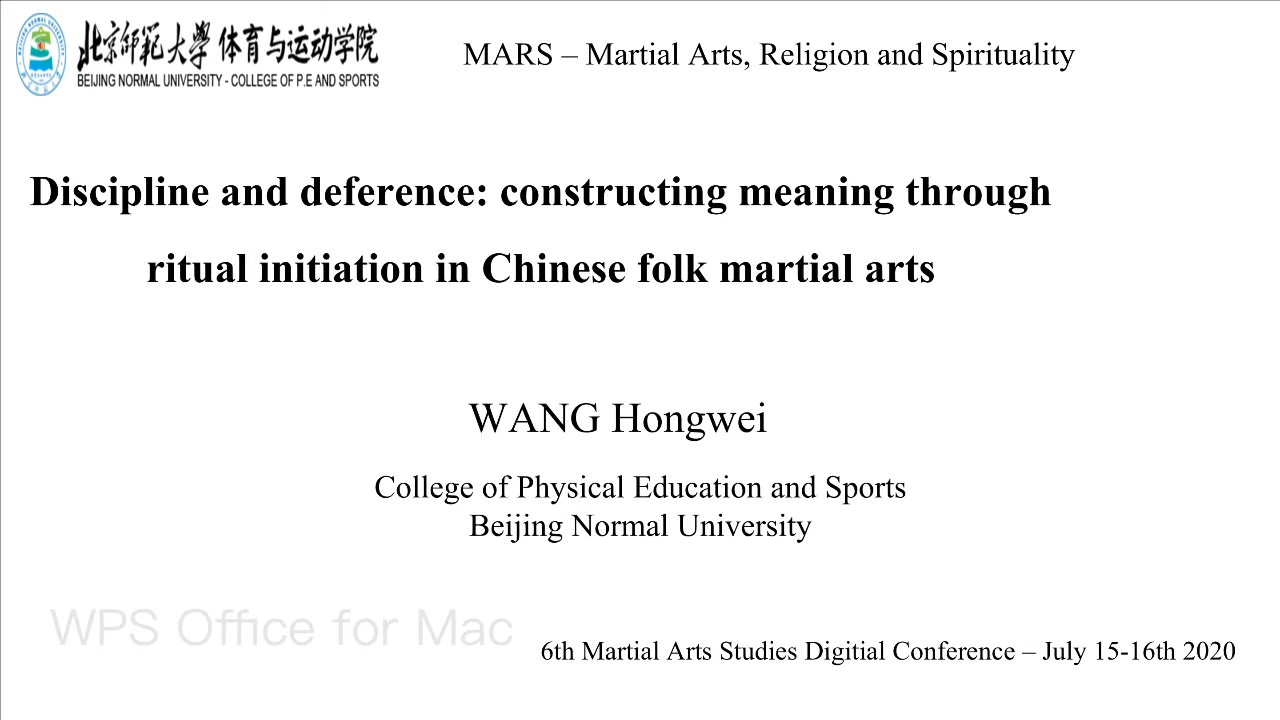 北京师范大学 体育与运动学院
BEIJING NORMAL UNIVERSITY - COLLEGE OF P.E AND SPORTS
MARS – Martial Arts, Religion and Spirituality
Discipline and deference: constructing meaning through
ritual initiation in Chinese folk martial arts
WANG Hongwei
College of Physical Education and Sports
Beijing Normal University
WPS Office for Mac
6th Martial Arts Studies Digitial Conference – July 15-16th 2020